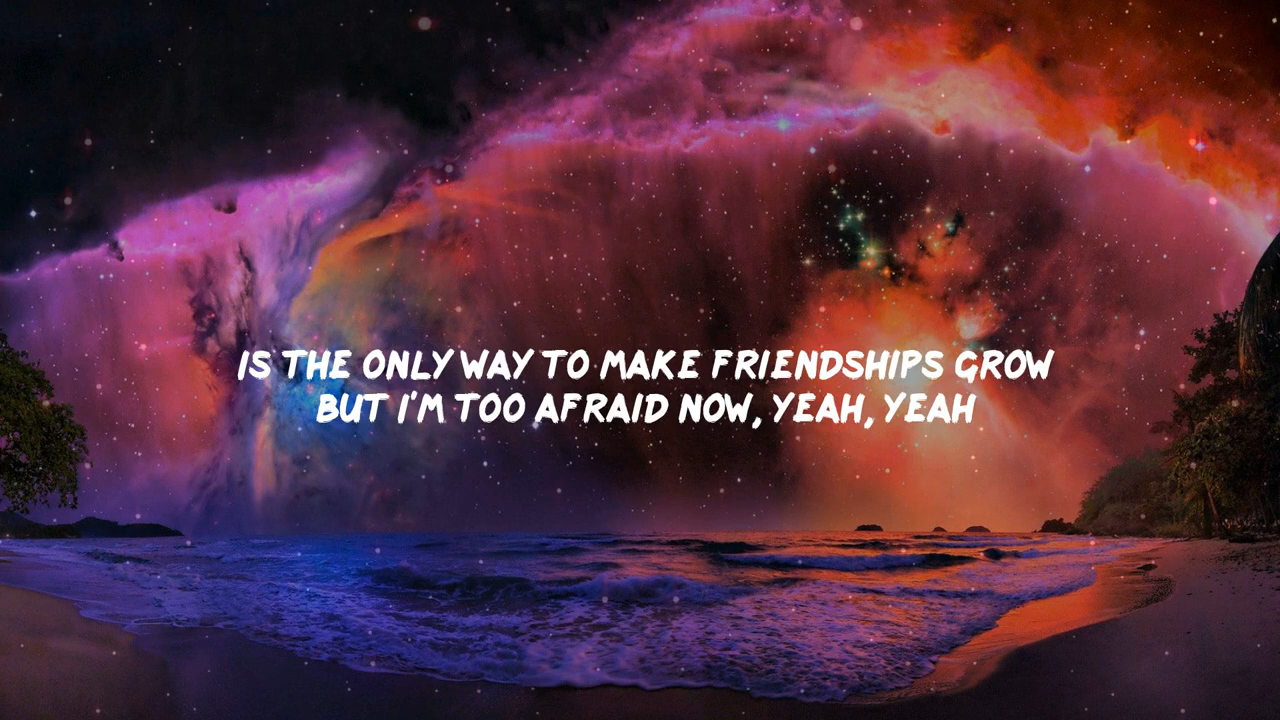 IS THE ONLY WAY TO MAKE FRIENDSHIPS GROW
BUT I'M TOO AFRAID NOW, YEAH, YEAH